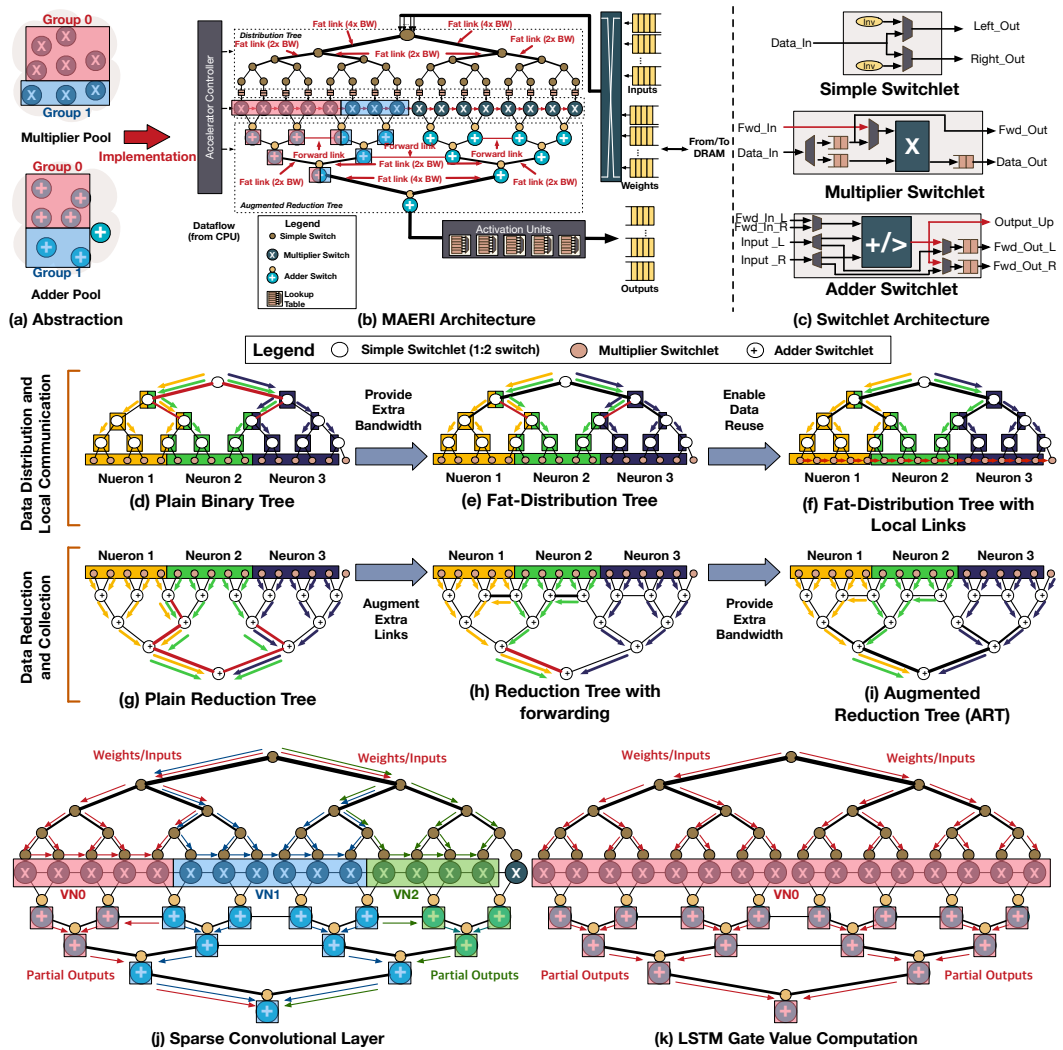 Group 0
Group 1
Multiplier Pool
Implementation
Group 0
Group 1
Adder Pool
(a) Abstraction
Accelerator Controller
Distribution Tree
Fat link (4x BW)
Fat link (4x BW)
Fat link (2x BW)
Fat link (2x BW)
Fat link (2x BW)
Fat link (2x BW)
Forward link
Forward link
Fat link (2x BW)
Fat link (2x BW)
Fat link (4x BW)
Fat link (2x BW)
Augmented Reduction Tree
Dataflow
(from CPU)
Legend
Simple Switch
Multiplier Switch
Adder Switch
Lookup
Table
Activation Units
Inputs
Weights
Outputs
From/To
DRAM
(b) MAERI Architecture
Inv
Data_In
Inv
Left_Out
Right_Out
Simple Switchlet
Fwd_In
Data_In
X
Fwd_Out
Data_Out
Multiplier Switchlet
Fwd_In_L
Fwd_In_R
Input _L
Input _R
+/>
Output_Up
Fwd_Out_L
Fwd_Out_R
Adder Switchlet
(c) Switchlet Architecture
Legend
Simple Switchlet (1:2 switch)
Multiplier Switchlet
Adder Switchlet
Data Distribution and
Local Communication
Nueron 1 Neuron 2 Neuron 3
(d) Plain Binary Tree
Provide
Extra
Bandwidth
Nueron 1 Neuron 2 Neuron 3
(e) Fat-Distribution Tree
Enable
Data
Reuse
Nueron 1 Neuron 2 Neuron 3
(f) Fat-Distribution Tree with
Local Links
Data Reduction
and Collection
Nueron 1 Neuron 2 Neuron 3
(g) Plain Reduction Tree
Augment
Extra
Links
Neuron 1 Neuron 2 Neuron 3
(h) Reduction Tree with
forwarding
Provide
Extra
Bandwidth
Neuron 1 Neuron 2 Neuron 3
(i) Augmented
Reduction Tree (ART)
Weights/Inputs
Weights/Inputs
VN0
VN1
VN2
X
Partial Outputs
Partial Outputs
(j) Sparse Convolutional Layer
Weights/Inputs
Weights/Inputs
VN0
Partial Outputs
Partial Outputs
(k) LSTM Gate Value Computation